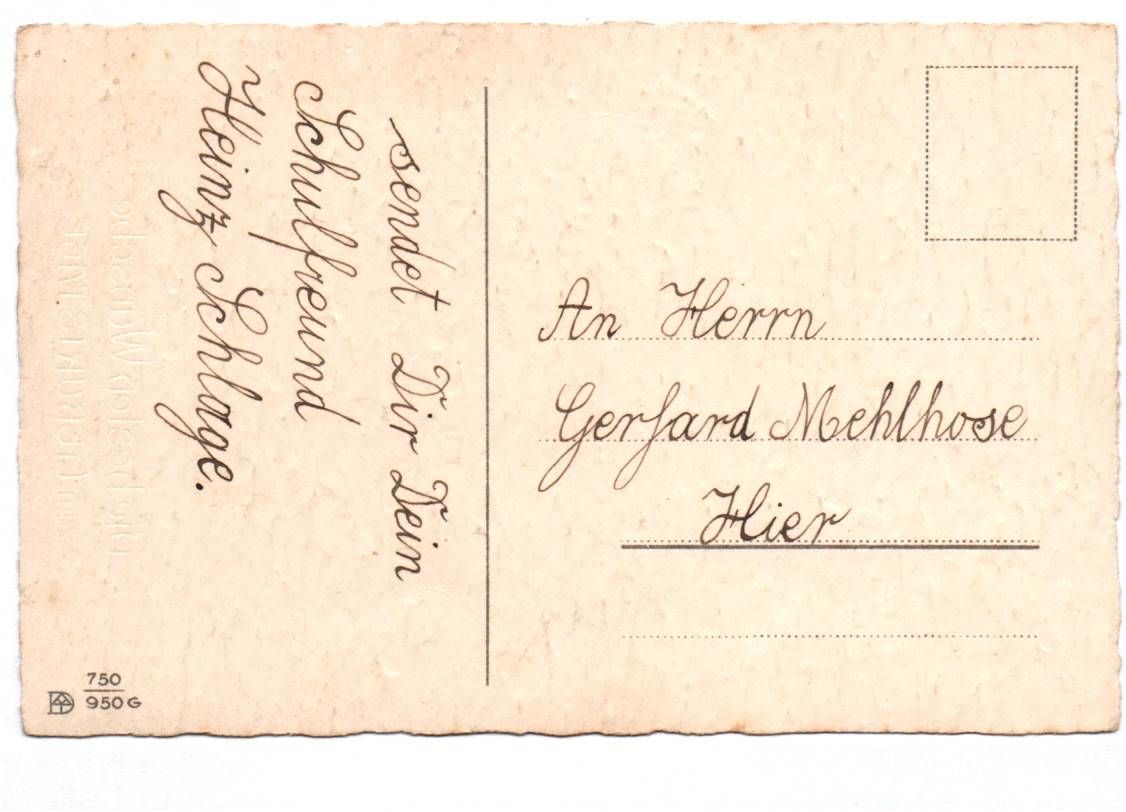 sendet Dir Dein
Schulfreund
Heinz Schlage.
An Herrn
Gerhard Mehlhose
Hier
750
950 G